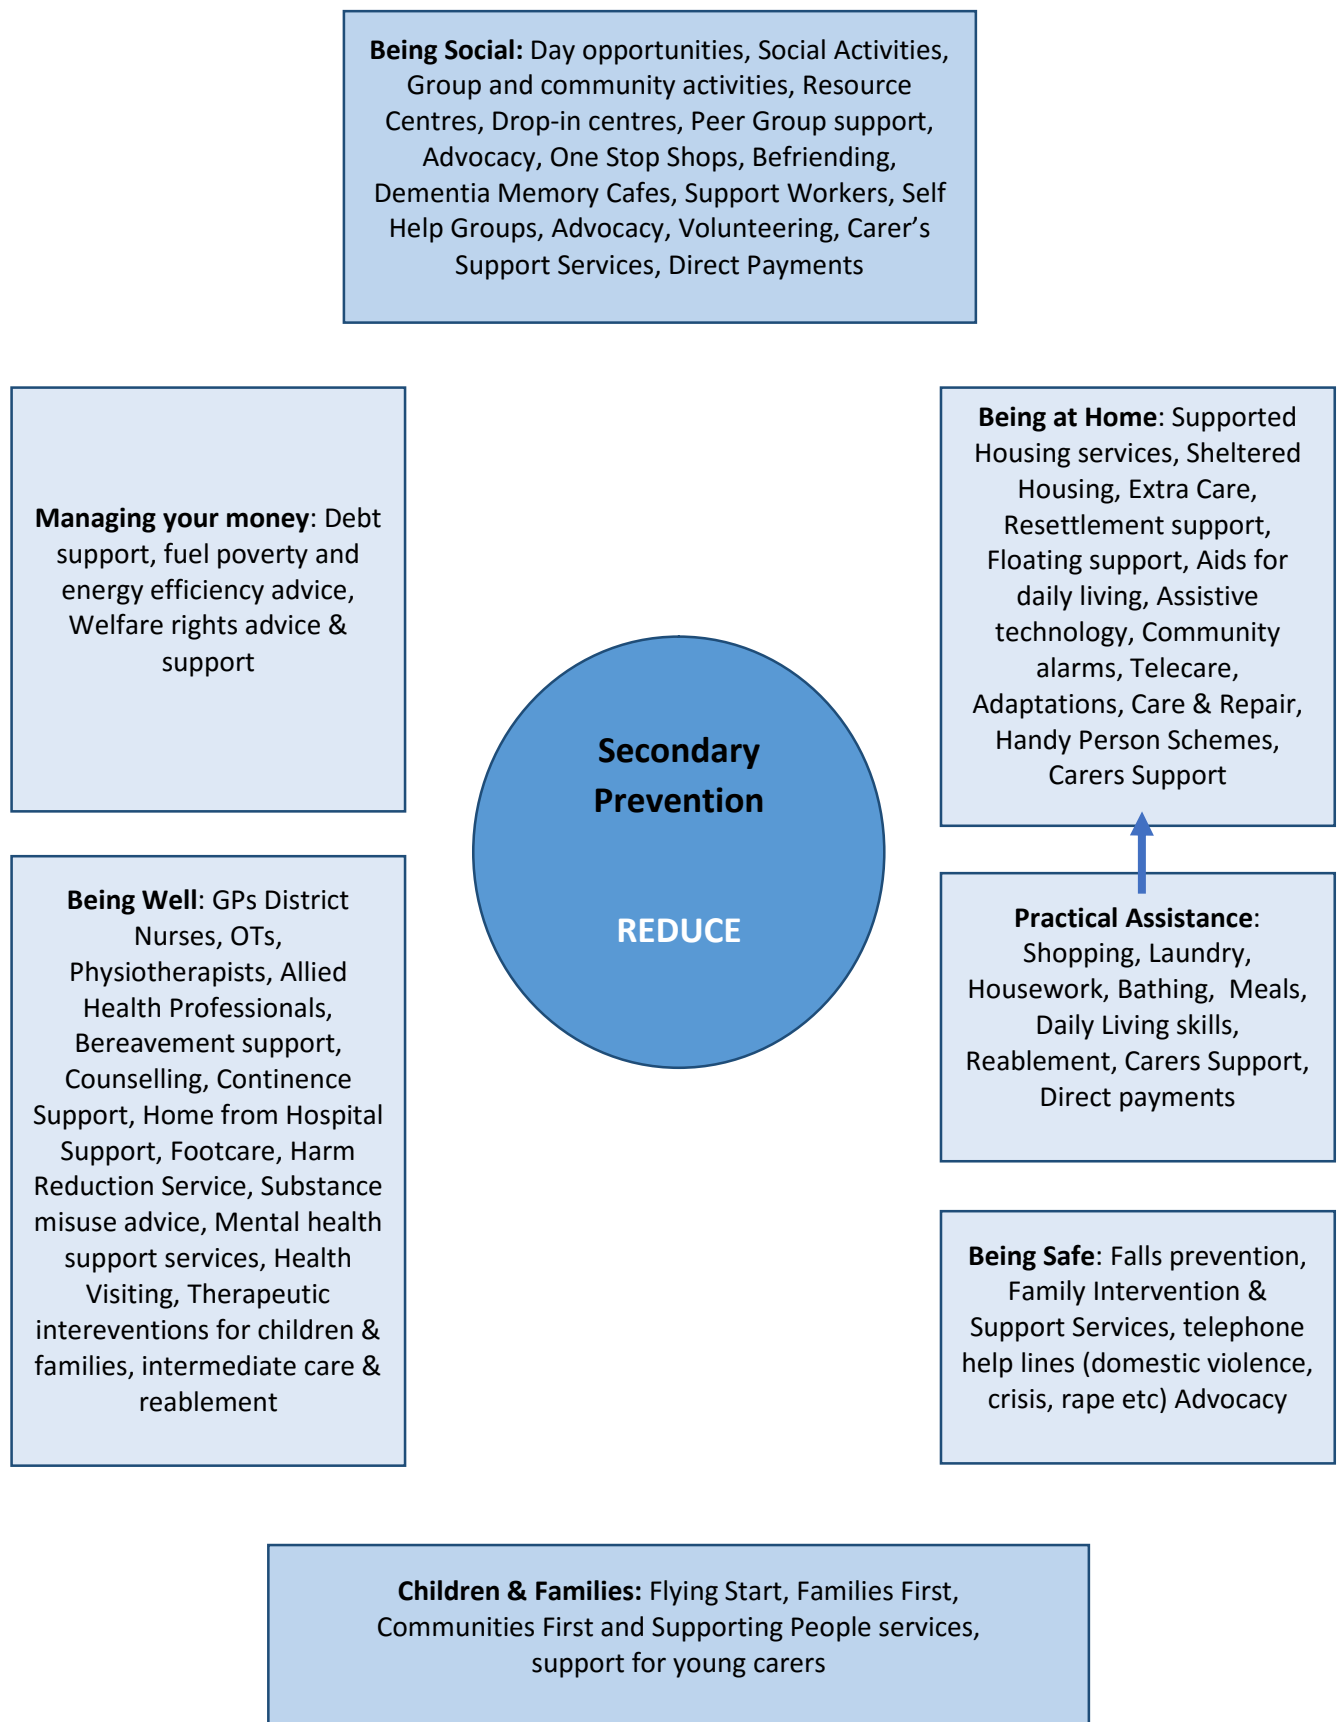 Being Social: Day opportunities, Social Activities,
Group and community activities, Resource
Centres, Drop-in centres, Peer Group support,
Advocacy, One Stop Shops, Befriending,
Dementia Memory Cafes, Support Workers, Self
Help Groups, Advocacy, Volunteering, Carer’s
Support Services, Direct Payments
Managing your money: Debt
support, fuel poverty and
energy efficiency advice,
Welfare rights advice &
support
Being at Home: Supported
Housing services, Sheltered
Housing, Extra Care,
Resettlement support,
Floating support, Aids for
daily living, Assistive
technology, Community
alarms, Telecare,
Adaptations, Care & Repair,
Handy Person Schemes,
Carers Support
Secondary
Prevention
REDUCE
Being Well: GPs District
Nurses, OTs,
Physiotherapists, Allied
Health Professionals,
Bereavement support,
Counselling, Continence
Support, Home from Hospital
Support, Footcare, Harm
Reduction Service, Substance
misuse advice, Mental health
support services, Health
Visiting, Therapeutic
intereventions for children &
families, intermediate care &
reablement
Practical Assistance:
Shopping, Laundry,
Housework, Bathing,  Meals,
Daily Living skills,
Reablement, Carers Support,
Direct payments
Being Safe: Falls prevention,
Family Intervention &
Support Services, telephone
help lines (domestic violence,
crisis, rape etc) Advocacy
Children & Families: Flying Start, Families First,
Communities First and Supporting People services,
support for young carers